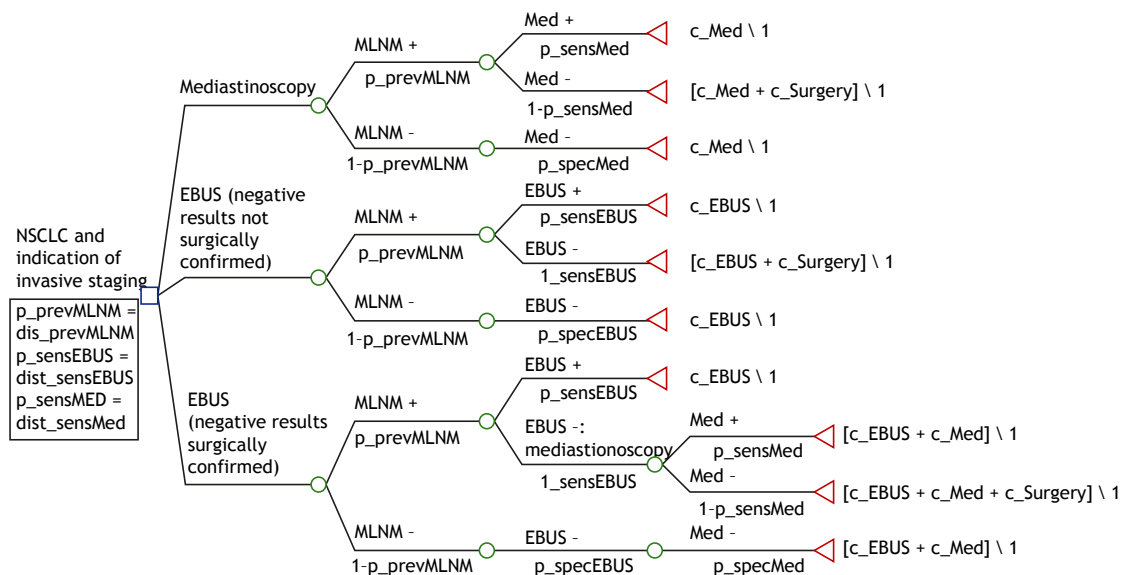 Med +
p_sensMed
c_Med \ 1
MLNM +
p_prevMLNM
Med -
1-p_sensMed
[c_Med + c_Surgery] \ 1
Mediastinoscopy
MLNM -
1-p_prevMLNM
Med -
p_specMed
c_Med \ 1
EBUS (negative
results not
surgically
confirmed)
EBUS +
p_sensEBUS
c_EBUS \ 1
MLNM +
p_prevMLNM
EBUS -
1_sensEBUS
[c_EBUS + c_Surgery] \ 1
MLNM -
1-p_prevMLNM
EBUS -
p_specEBUS
c_EBUS \ 1
NSCLC and
indication of
invasive staging
p_prevMLNM =
dis_prevMLNM
p_sensEBUS =
dist_sensEBUS
p_sensMED =
dist_sensMed
EBUS
(negative results
surgically
confirmed)
EBUS +
p_sensEBUS
c_EBUS \ 1
MLNM +
p_prevMLNM
EBUS -:
mediastionoscopy
1_sensEBUS
Med +
p_sensMed
[c_EBUS + c_Med] \ 1
Med -
1-p_sensMed
[c_EBUS + c_Med + c_Surgery] \ 1
MLNM -
1-p_prevMLNM
EBUS -
p_specEBUS
Med -
p_specMed
[c_EBUS + c_Med] \ 1